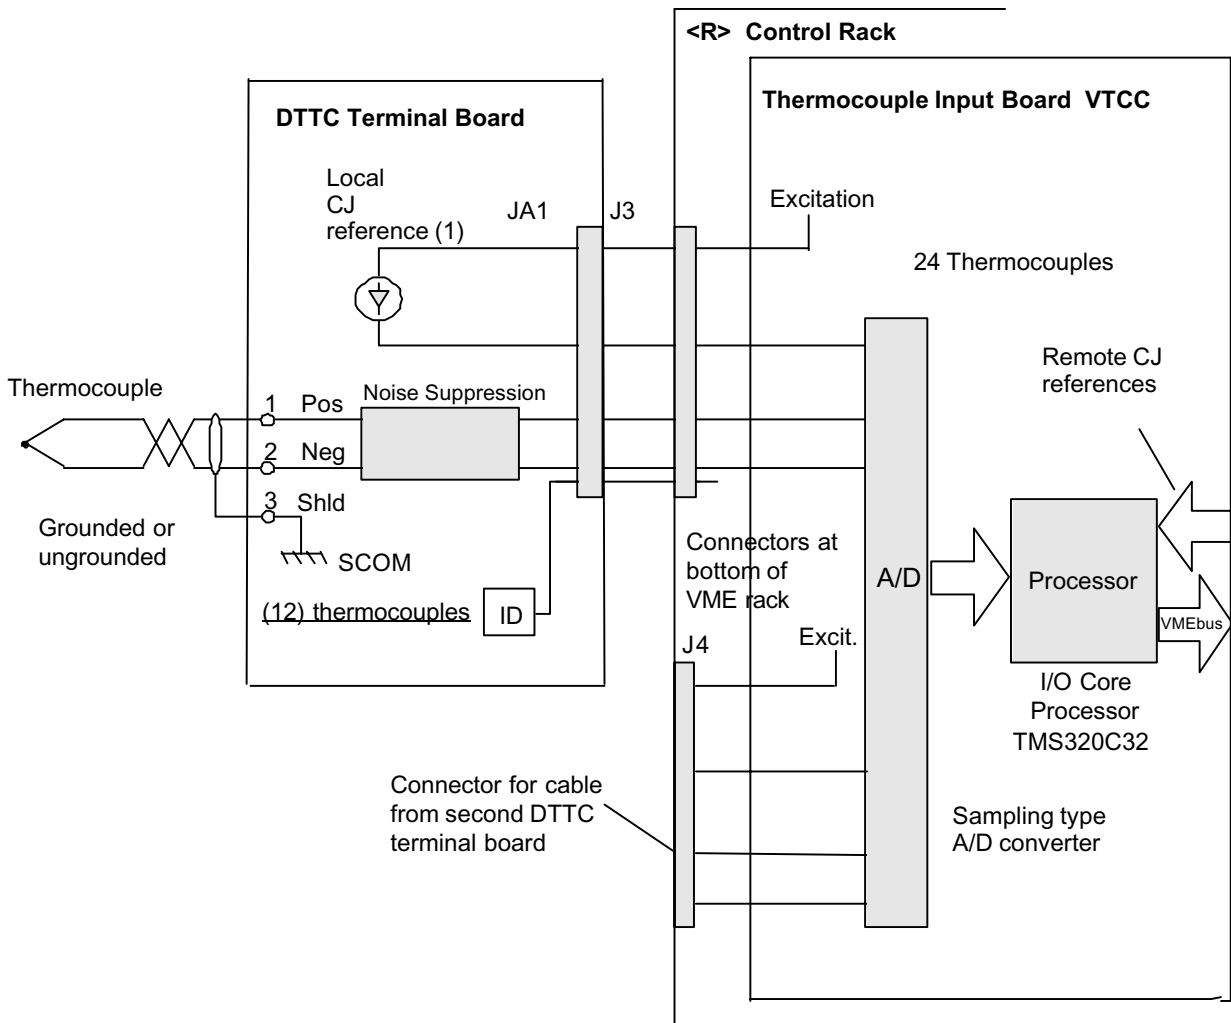 <R> Control Rack
Thermocouple Input Board VTCC
DTTC Terminal Board
Local
CJ
reference (1)
JA1
J3
Excitation
24 Thermocouples
Remote CJ
references
Thermocouple
1 Pos
Noise Suppression
2 Neg
3 Shld
Grounded or
ungrounded
SCOM
(12) thermocouples
ID
Connectors at
bottom of
VME rack
A/D
Processor
VMEbus
J4
Excit.
I/O Core
Processor
TMS320C32
Connector for cable
from second DTTC
terminal board
Sampling type
A/D converter